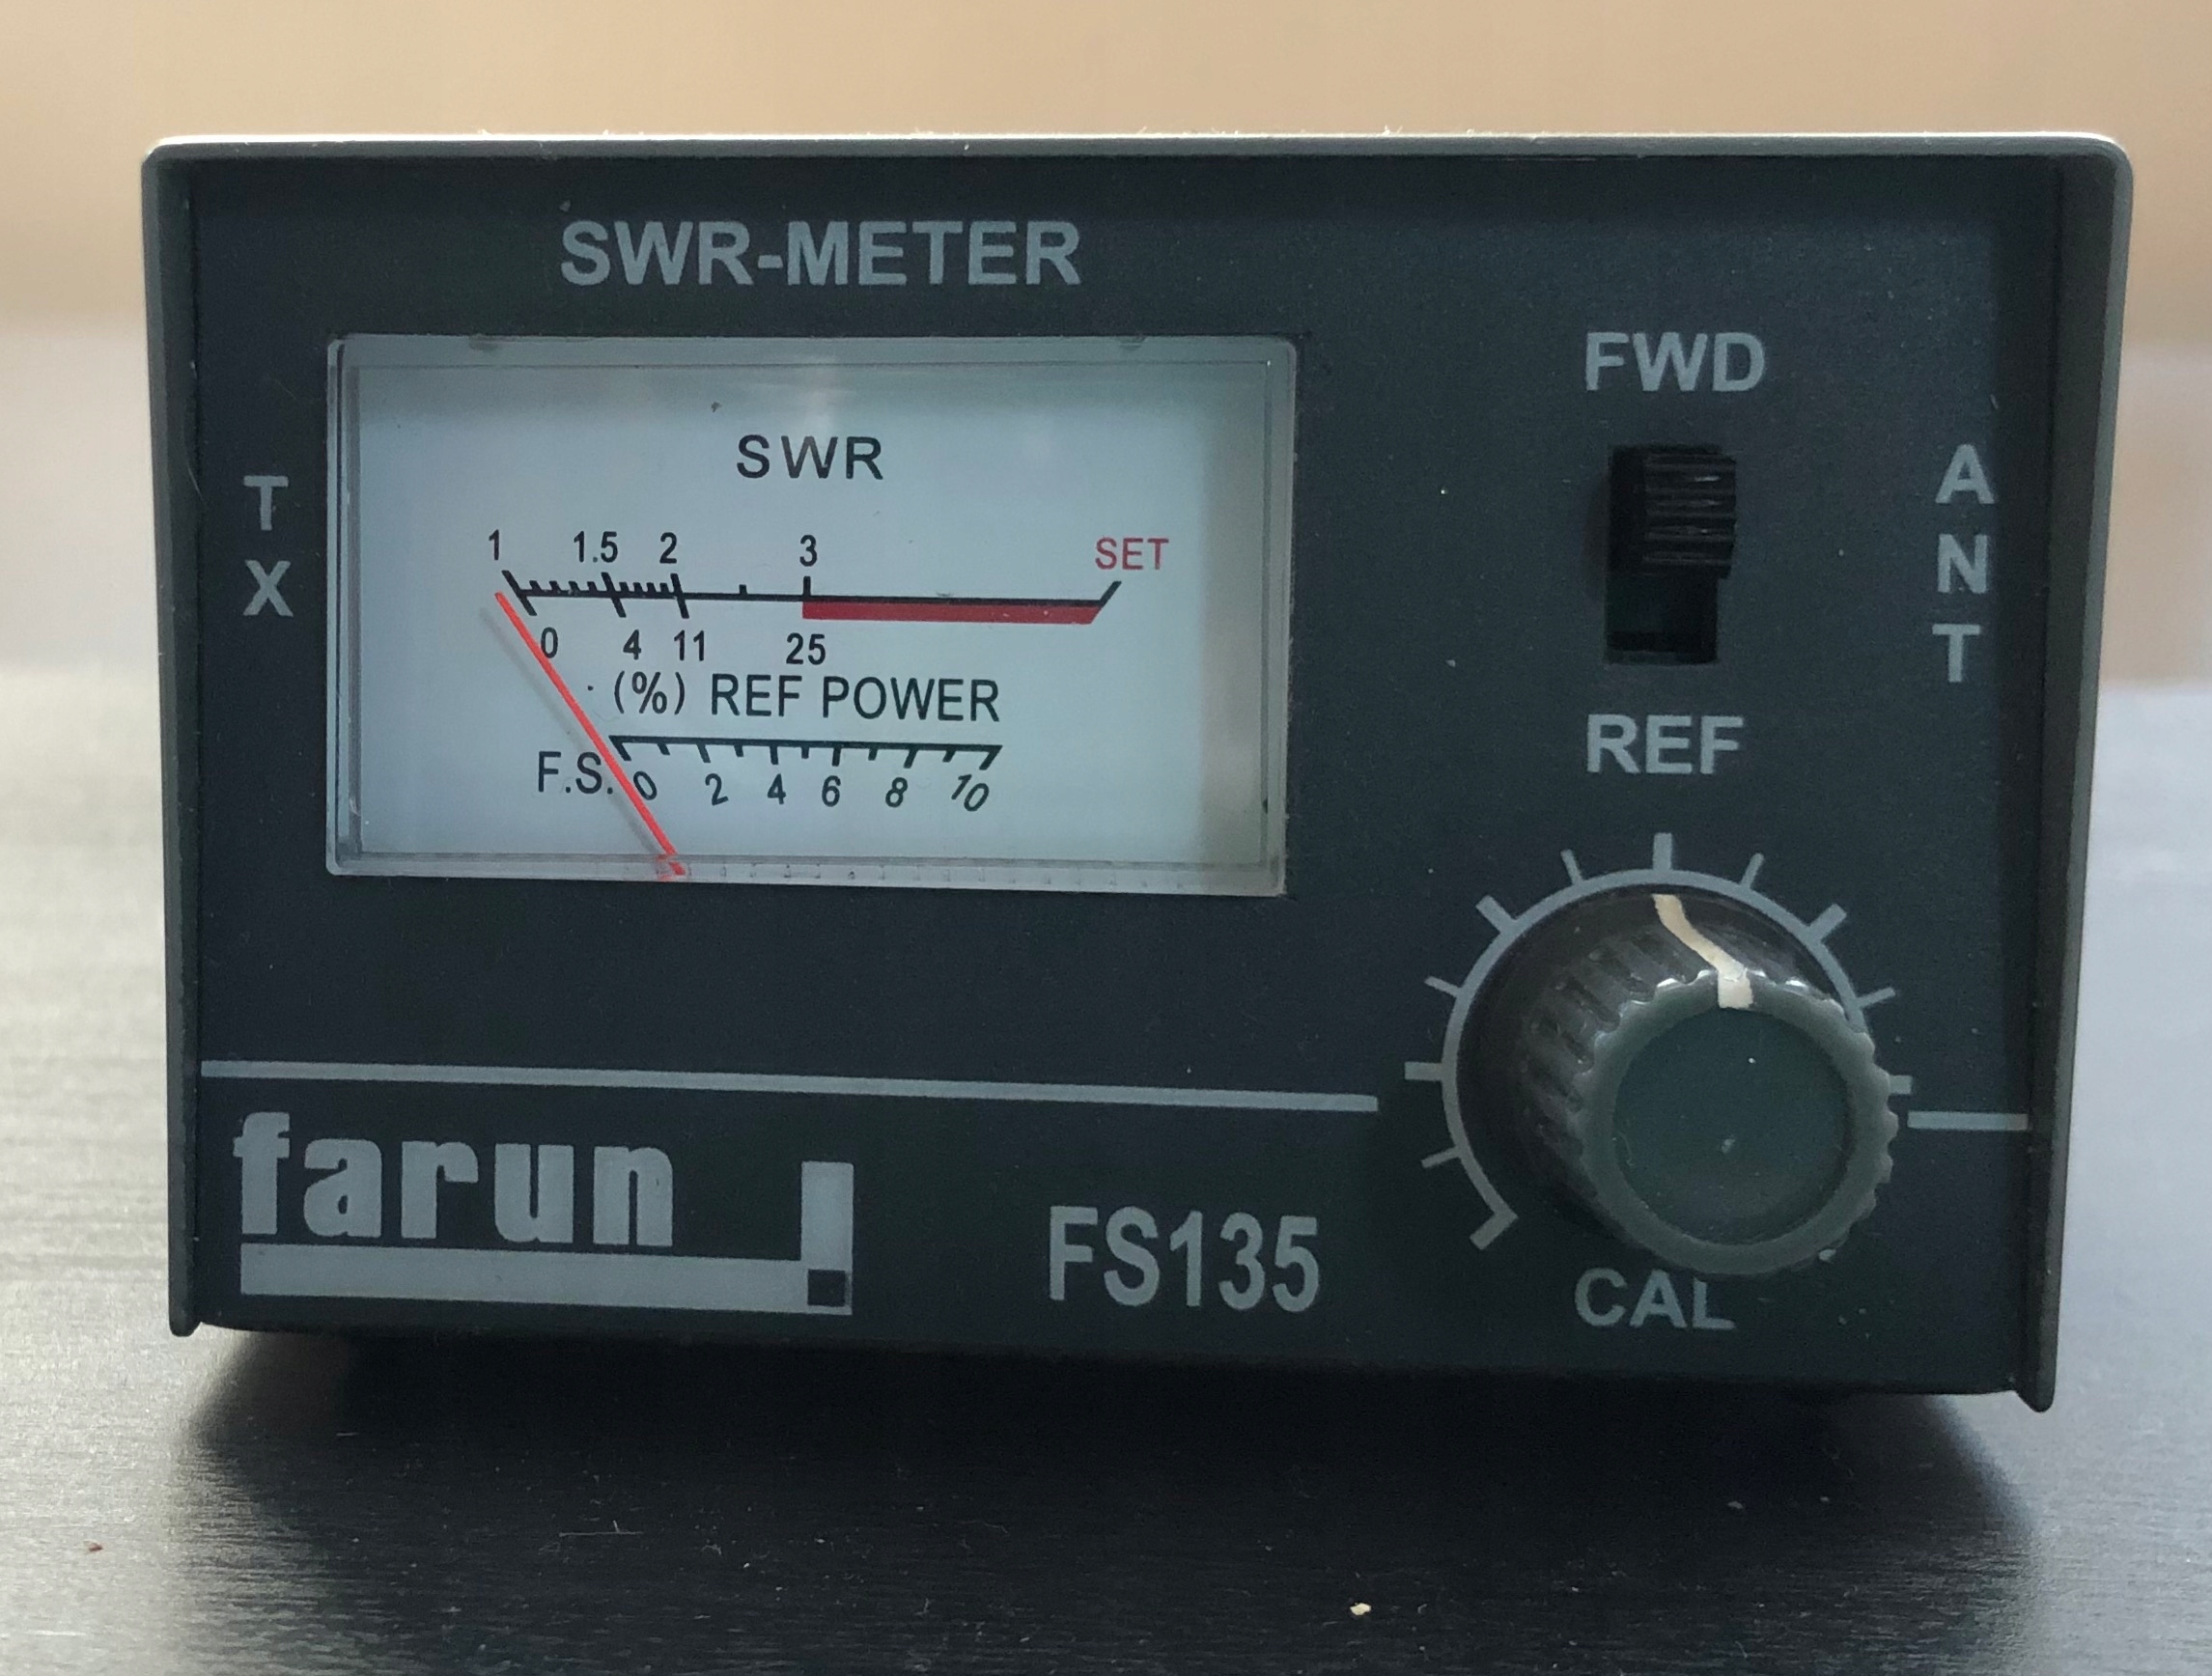 SWR-METER
FWD
TX
SWR
1 1.5 2 3 SET
0 4 11 25
(%) REF POWER
F.S. 0 2 4 6 8 10
ANT
REF
farun
FS135
CAL